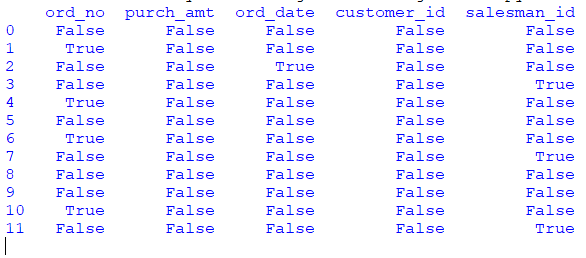 ord_no purch_amt ord_date customer_id salesman_id
0 False False False False False
1 True False False False False
2 False False True False False
3 False False False False True
4 True False False False False
5 False False False False False
6 True False False False False
7 False False False False True
8 False False False False False
9 False False False False False
10 True False False False False
11 False False False False True